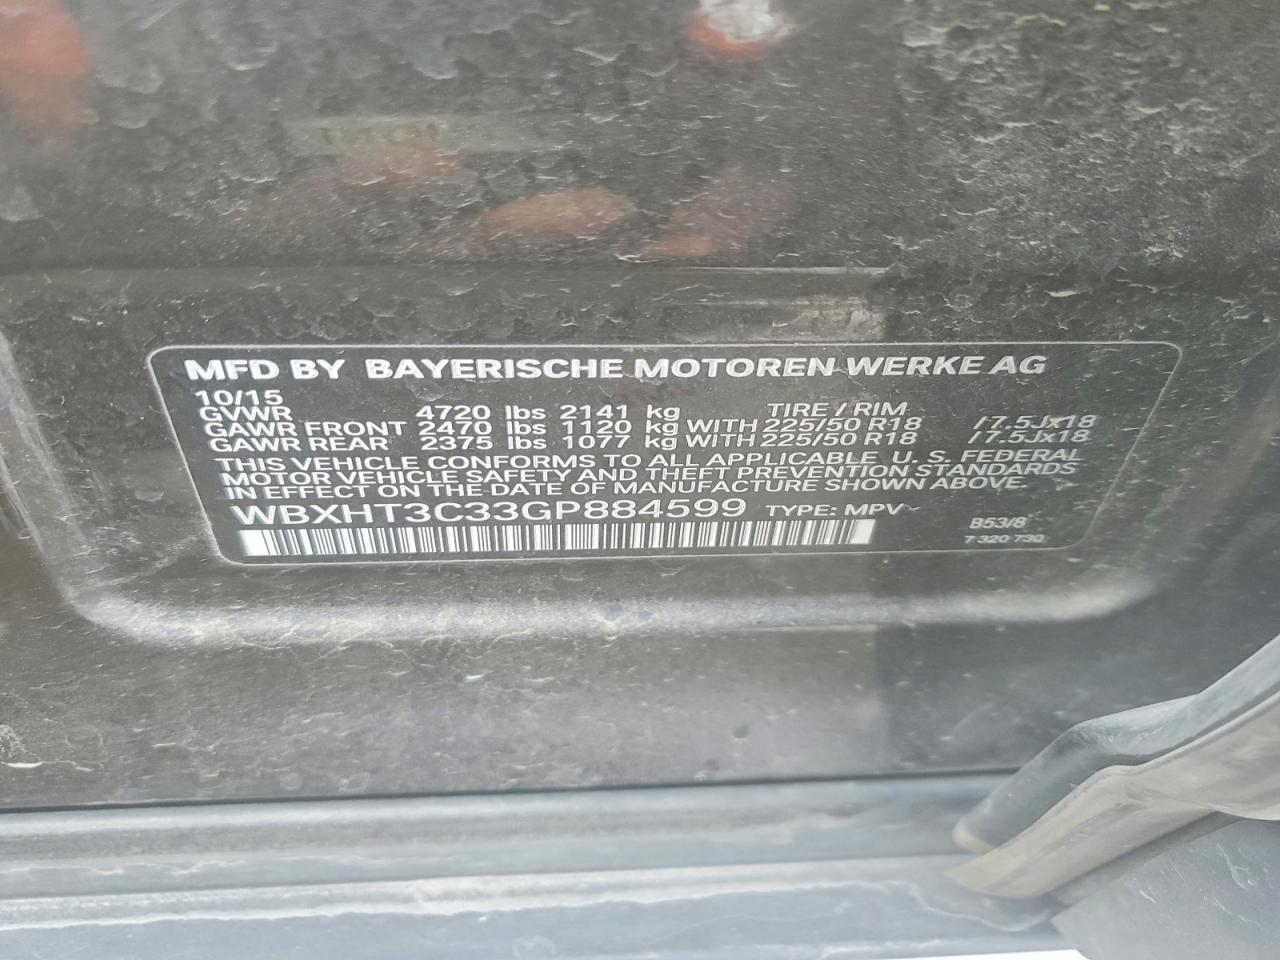 MFD BY BAYERISCHE MOTOREN WERKE AG
10/15
GVWR 4720 lbs 2141 kg TIRE / RIM
GAWR FRONT 2470 lbs 1120 kg WITH 225/50 R18 /7.5Jx18
GAWR REAR 2375 lbs 1077 kg WITH 225/50 R18 /7.5Jx18
THIS VEHICLE CONFORMS TO ALL APPLICABLE U. S. FEDERAL
MOTOR VEHICLE SAFETY AND THEFT PREVENTION STANDARDS
IN EFFECT ON THE DATE OF MANUFACTURE SHOWN ABOVE.
WBXHT3C33GP884599 TYPE: MPV
B53/8
7 320 730